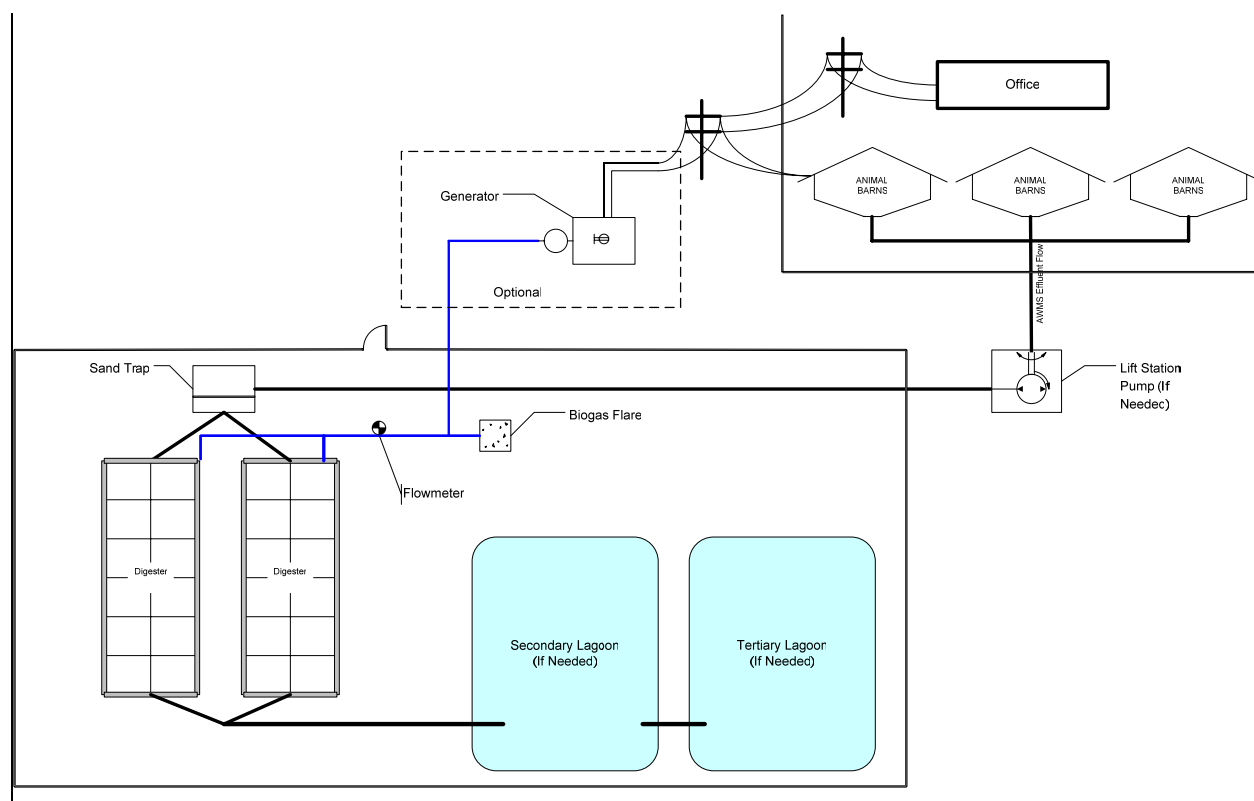 Office
ANIMAL
BARNS
ANIMAL
BARNS
ANIMAL
BARNS
Generator
Optional
AWMS Effluent Flow
Sand Trap
Lift Station
Pump (If
Needec)
Biogas Flare
Flowmeter
Digester
Digester
Secondary Lagoon
(If Needed)
Tertiary Lagoon
(If Needed)